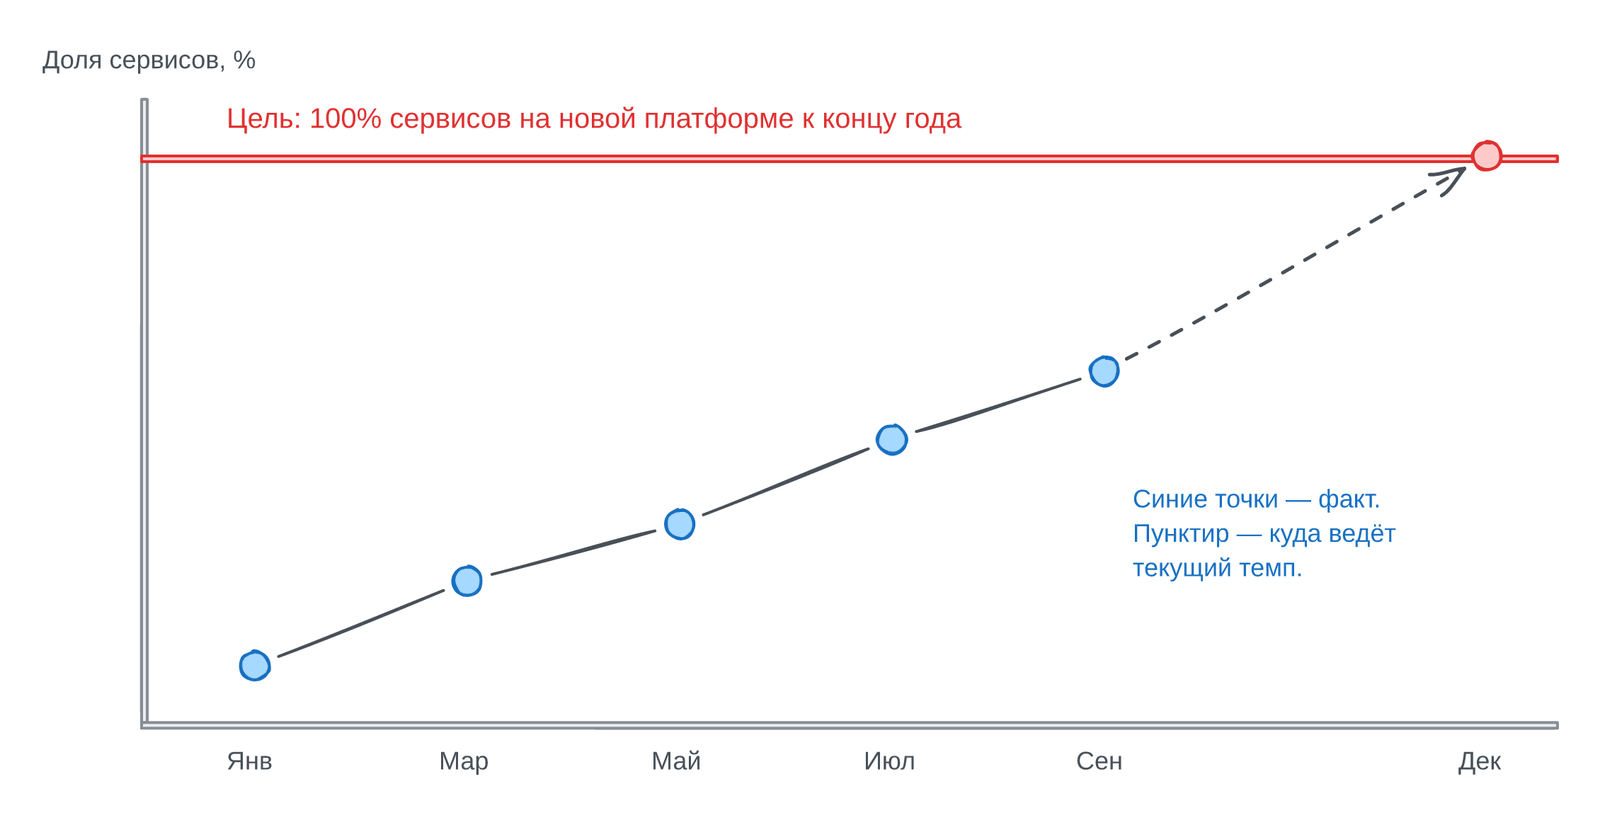 Доля сервисов, %
Цель: 100% сервисов на новой платформе к концу года
Синие точки — факт.
Пунктир — куда ведёт
текущий темп.
Янв
Мар
Май
Июл
Сен
Дек